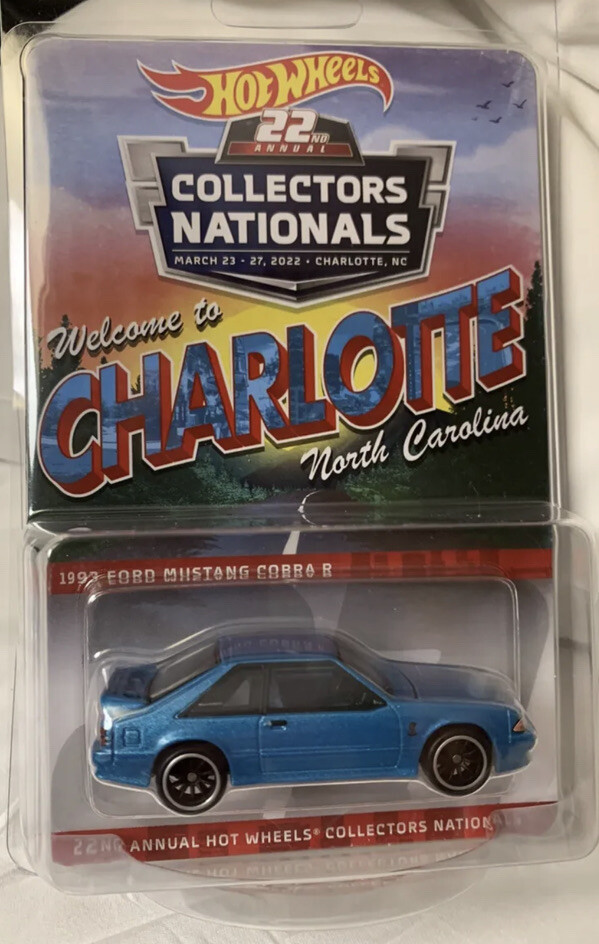 HOT WHEELS
22ND
ANNUAL
COLLECTORS
NATIONALS
MARCH 23 - 27, 2022 • CHARLOTTE, NC
Welcome to
CHARLOTTE
North Carolina
1993 FORD MUSTANG COBRA R
22ND ANNUAL HOT WHEELS® COLLECTORS NATIONALS